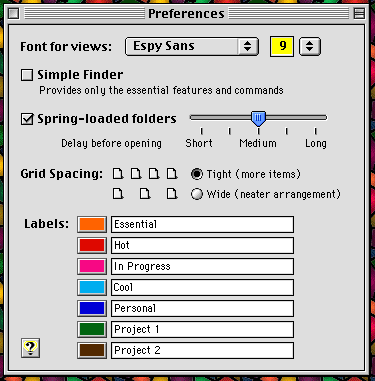 Preferences
Font for views: Espy Sans 9
Simple Finder
Provides only the essential features and commands
Spring-loaded folders
Delay before opening Short Medium Long
Grid Spacing: Tight (more items)
Wide (neater arrangement)
Labels: Essential
Hot
In Progress
Cool
Personal
Project 1
? Project 2